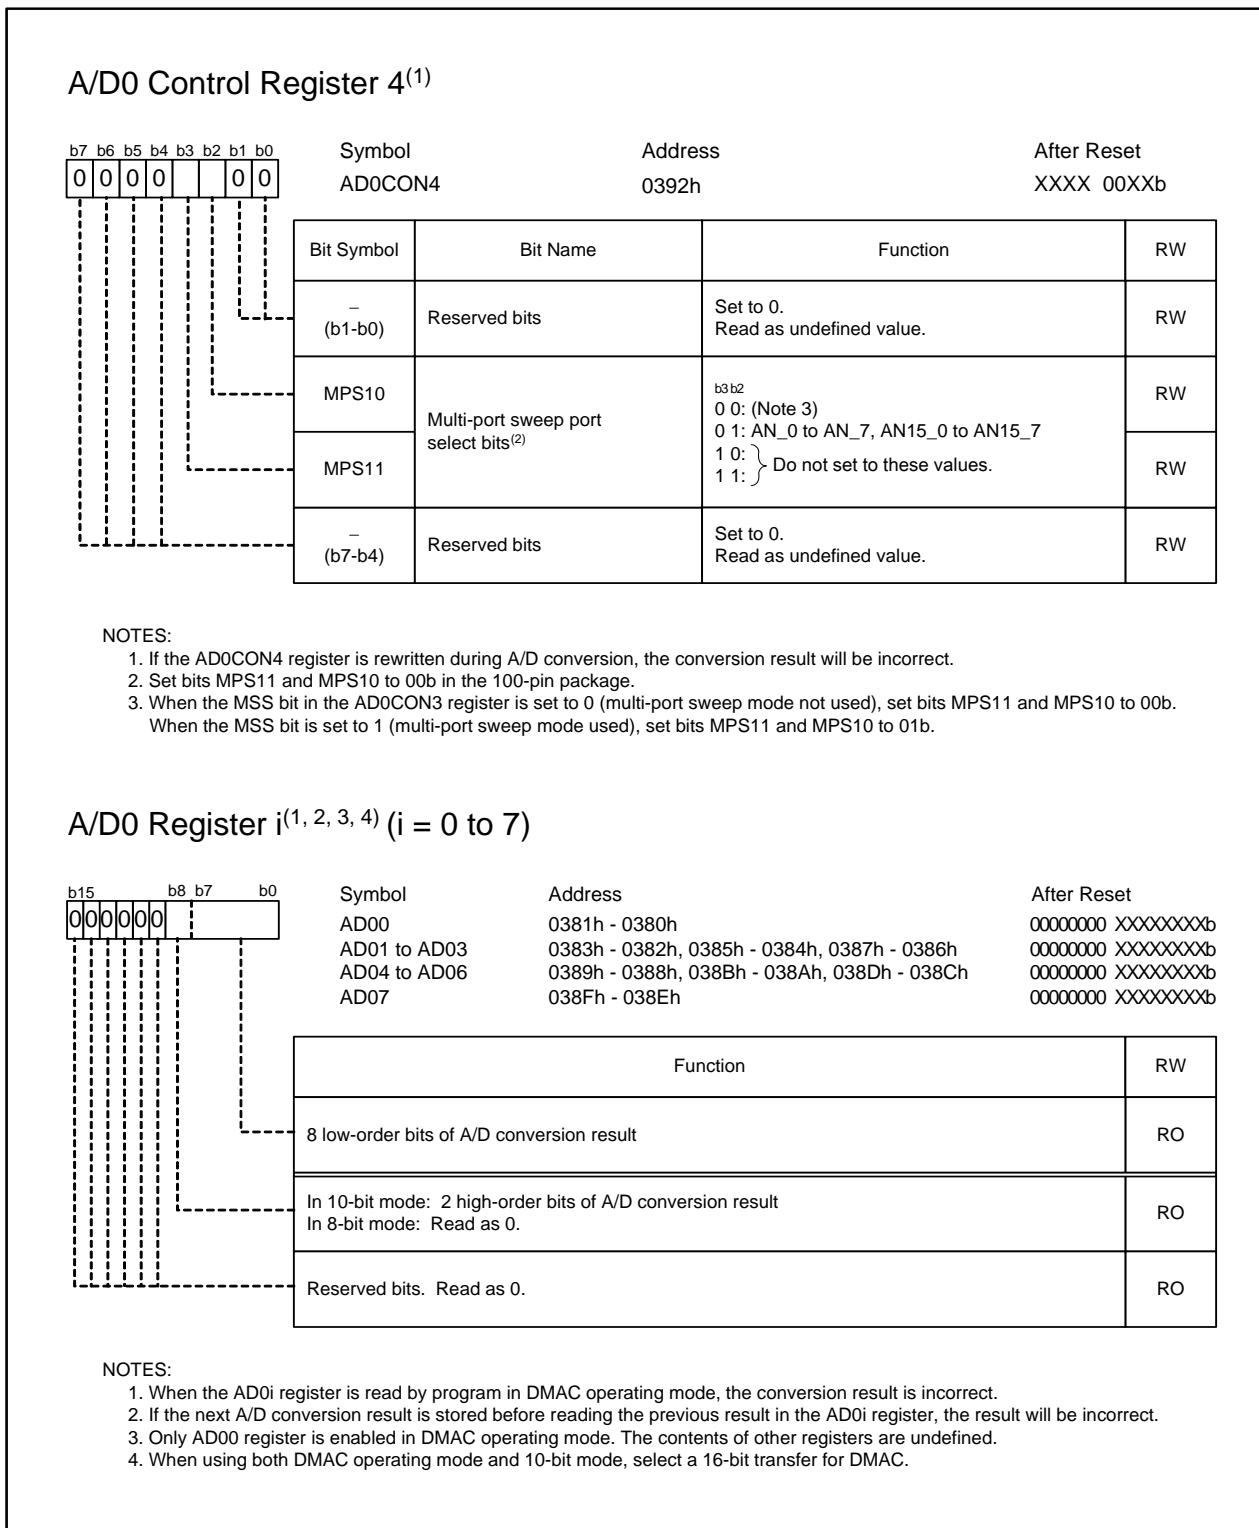 A/D0 Control Register 4(1)
b7 b6 b5 b4 b3 b2 b1 b0
0 0 0 0 0 0
Symbol Address After Reset
AD0CON4 0392h XXXX 00XXb
Bit Symbol Bit Name Function RW
– (b1-b0) Reserved bits Set to 0. RW
Read as undefined value.
MPS10 Multi-port sweep port select bits(2) b3 b2 RW
0 0: (Note 3)
0 1: AN_0 to AN_7, AN15_0 to AN15_7
MPS11 1 0: RW
1 1: Do not set to these values.
– (b7-b4) Reserved bits Set to 0. RW
Read as undefined value.
NOTES:
1. If the AD0CON4 register is rewritten during A/D conversion, the conversion result will be incorrect.
2. Set bits MPS11 and MPS10 to 00b in the 100-pin package.
3. When the MSS bit in the AD0CON3 register is set to 0 (multi-port sweep mode not used), set bits MPS11 and MPS10 to 00b.
When the MSS bit is set to 1 (multi-port sweep mode used), set bits MPS11 and MPS10 to 01b.
A/D0 Register i(1, 2, 3, 4) (i = 0 to 7)
b15 b8 b7 b0
0 0 0 0 0 0
Symbol Address After Reset
AD00 0381h - 0380h 00000000 XXXXXXXXb
AD01 to AD03 0383h - 0382h, 0385h - 0384h, 0387h - 0386h 00000000 XXXXXXXXb
AD04 to AD06 0389h - 0388h, 038Bh - 038Ah, 038Dh - 038Ch 00000000 XXXXXXXXb
AD07 038Fh - 038Eh 00000000 XXXXXXXXb
Function RW
8 low-order bits of A/D conversion result RO
In 10-bit mode: 2 high-order bits of A/D conversion result RO
In 8-bit mode: Read as 0.
Reserved bits. Read as 0. RO
NOTES:
1. When the AD0i register is read by program in DMAC operating mode, the conversion result is incorrect.
2. If the next A/D conversion result is stored before reading the previous result in the AD0i register, the result will be incorrect.
3. Only AD00 register is enabled in DMAC operating mode. The contents of other registers are undefined.
4. When using both DMAC operating mode and 10-bit mode, select a 16-bit transfer for DMAC.